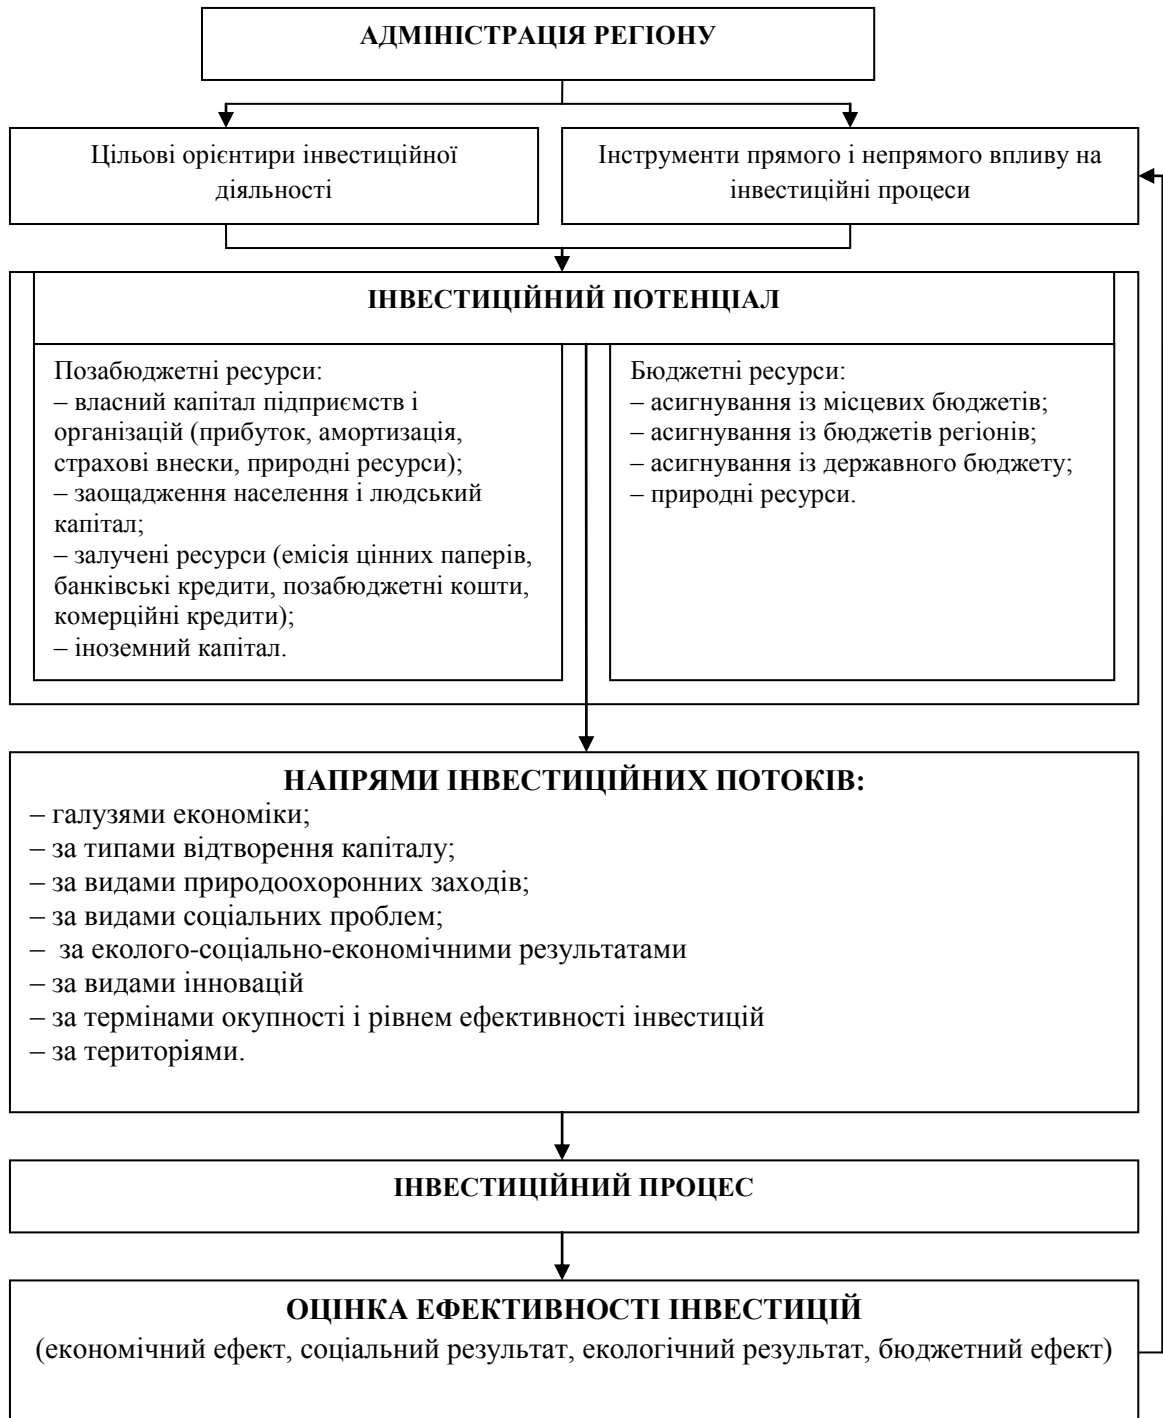 АДМІНІСТРАЦІЯ РЕГІОНУ
Цільові орієнтири інвестиційної
діяльності
Інструменти прямого і непрямого впливу на
інвестиційні процеси
ІНВЕСТИЦІЙНИЙ ПОТЕНЦІАЛ
Позабюджетні ресурси:
– власний капітал підприємств і
організацій (прибуток, амортизація,
страхові внески, природні ресурси);
– заощадження населення і людський
капітал;
– залучені ресурси (емісія цінних паперів,
банківські кредити, позабюджетні кошти,
комерційні кредити);
– іноземний капітал.
Бюджетні ресурси:
– асигнування із місцевих бюджетів;
– асигнування із бюджетів регіонів;
– асигнування із державного бюджету;
– природні ресурси.
НАПРЯМИ ІНВЕСТИЦІЙНИХ ПОТОКІВ:
– галузями економіки;
– за типами відтворення капіталу;
– за видами природоохоронних заходів;
– за видами соціальних проблем;
– за еколого-соціально-економічними результатами
– за видами інновацій
– за термінами окупності і рівнем ефективності інвестицій
– за територіями.
ІНВЕСТИЦІЙНИЙ ПРОЦЕС
ОЦІНКА ЕФЕКТИВНОСТІ ІНВЕСТИЦІЙ
(економічний ефект, соціальний результат, екологічний результат, бюджетний ефект)